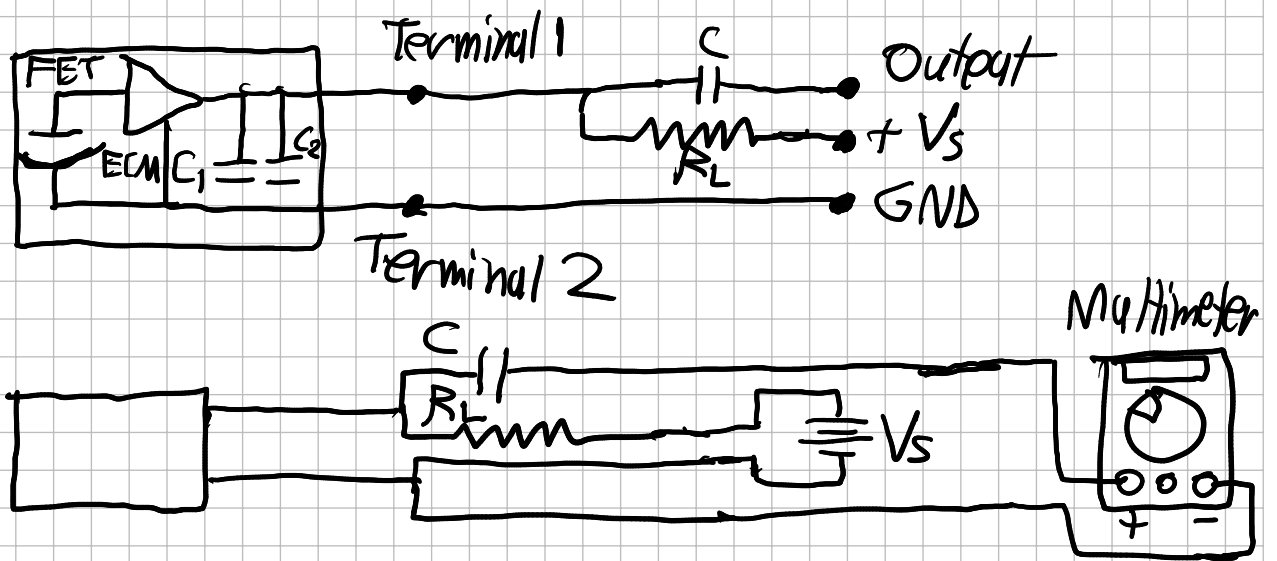 Terminal 1
C
Output
FET
+ Vs
ECM
C1
C2
RL
GND
Terminal 2
Multimeter
C
RL
Vs
+
−